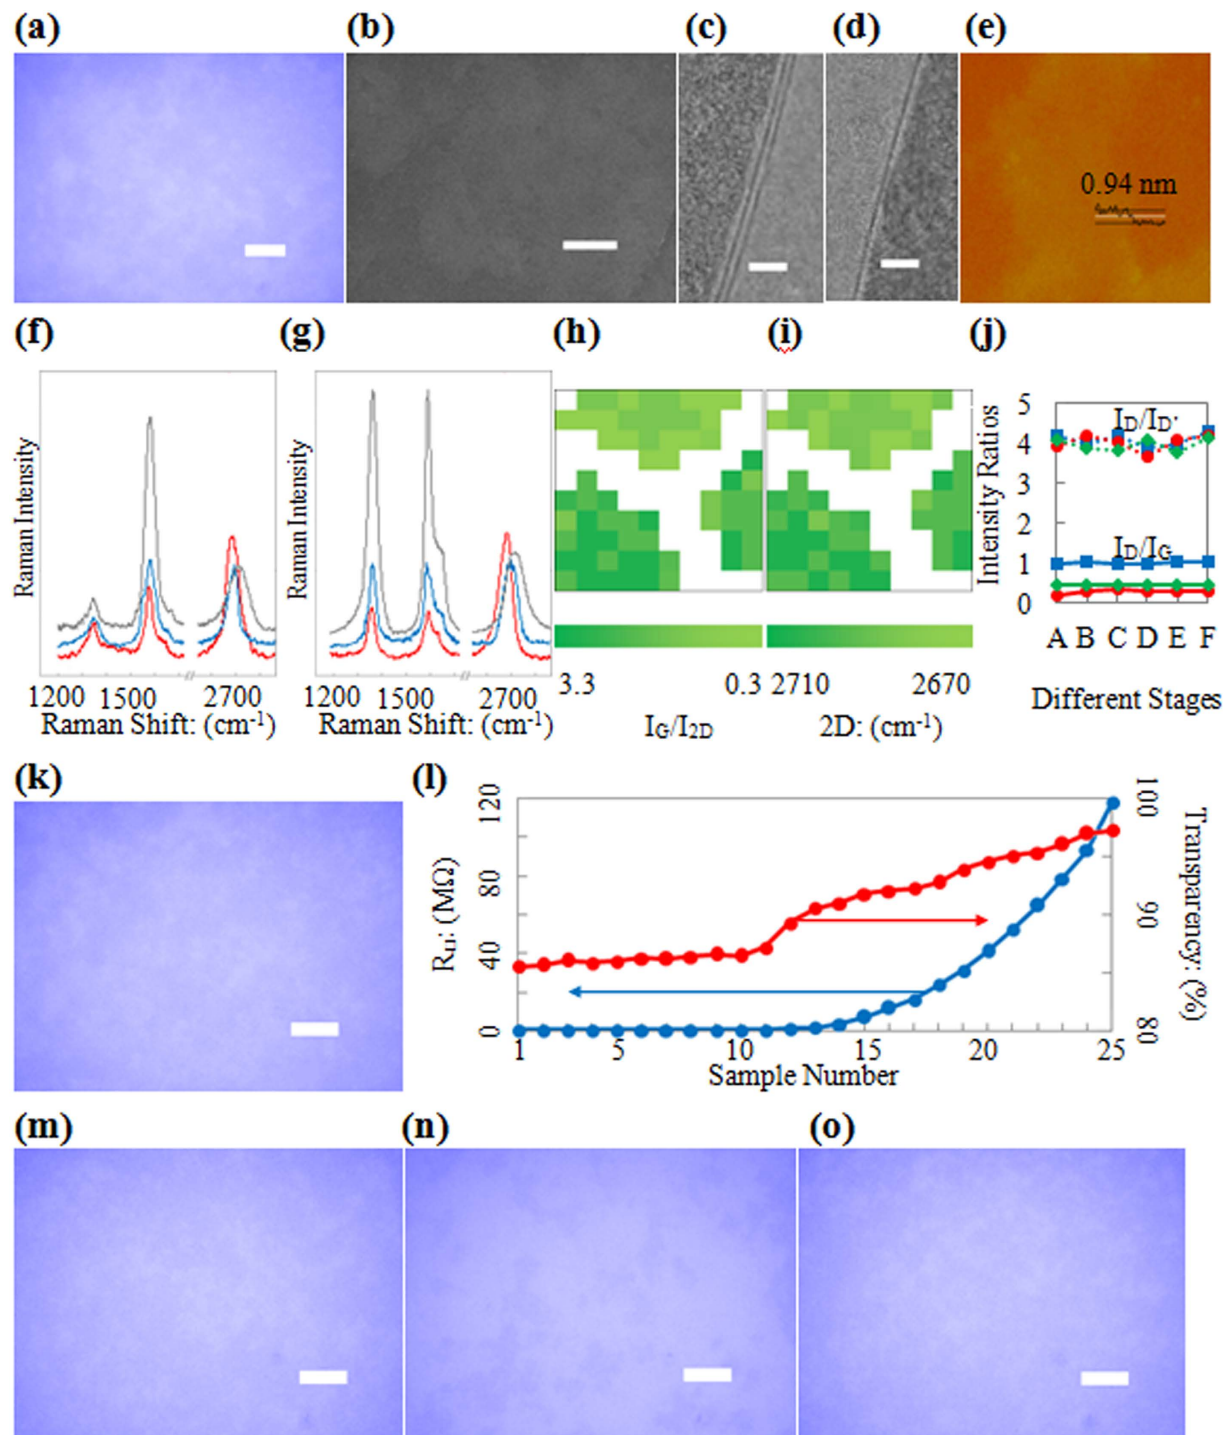 (a) (b) (c) (d) (e)
0.94 nm
(f) (g) (h) (i) (j)
Raman Intensity
1200 1500 2700
Raman Shift: (cm-1)
Raman Intensity
1200 1500 2700
Raman Shift: (cm-1)
3.3 0.3
IG/I2D
2710 2670
2D: (cm-1)
Intensity Ratios
5
4
3
2
1
0
ID/ID'
ID/IG
A B C D E F
Different Stages
(k) (l)
120
80
40
0
100
90
80
(MΩ)
Transparency: (%)
1 5 10 15 20 25
Sample Number
(m) (n) (o)